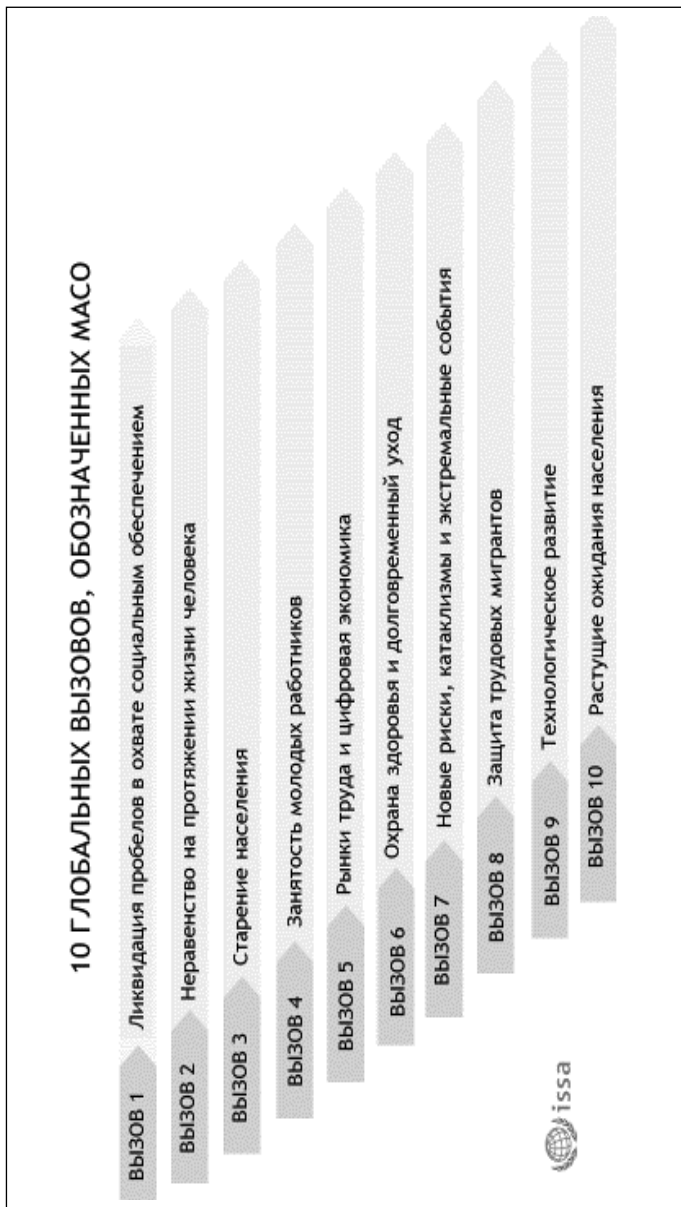 10 ГЛОБАЛЬНЫХ ВЫЗОВОВ, ОБОЗНАЧЕННЫХ МАСО
ВЫЗОВ 1 Ликвидация пробелов в охвате социальным обеспечением
ВЫЗОВ 2 Неравенство на протяжении жизни человека
ВЫЗОВ 3 Старение населения
ВЫЗОВ 4 Занятость молодых работников
ВЫЗОВ 5 Рынки труда и цифровая экономика
ВЫЗОВ 6 Охрана здоровья и долговременный уход
ВЫЗОВ 7 Новые риски, катаклизмы и экстремальные события
ВЫЗОВ 8 Защита трудовых мигрантов
ВЫЗОВ 9 Технологическое развитие
ВЫЗОВ 10 Растущие ожидания населения
issa